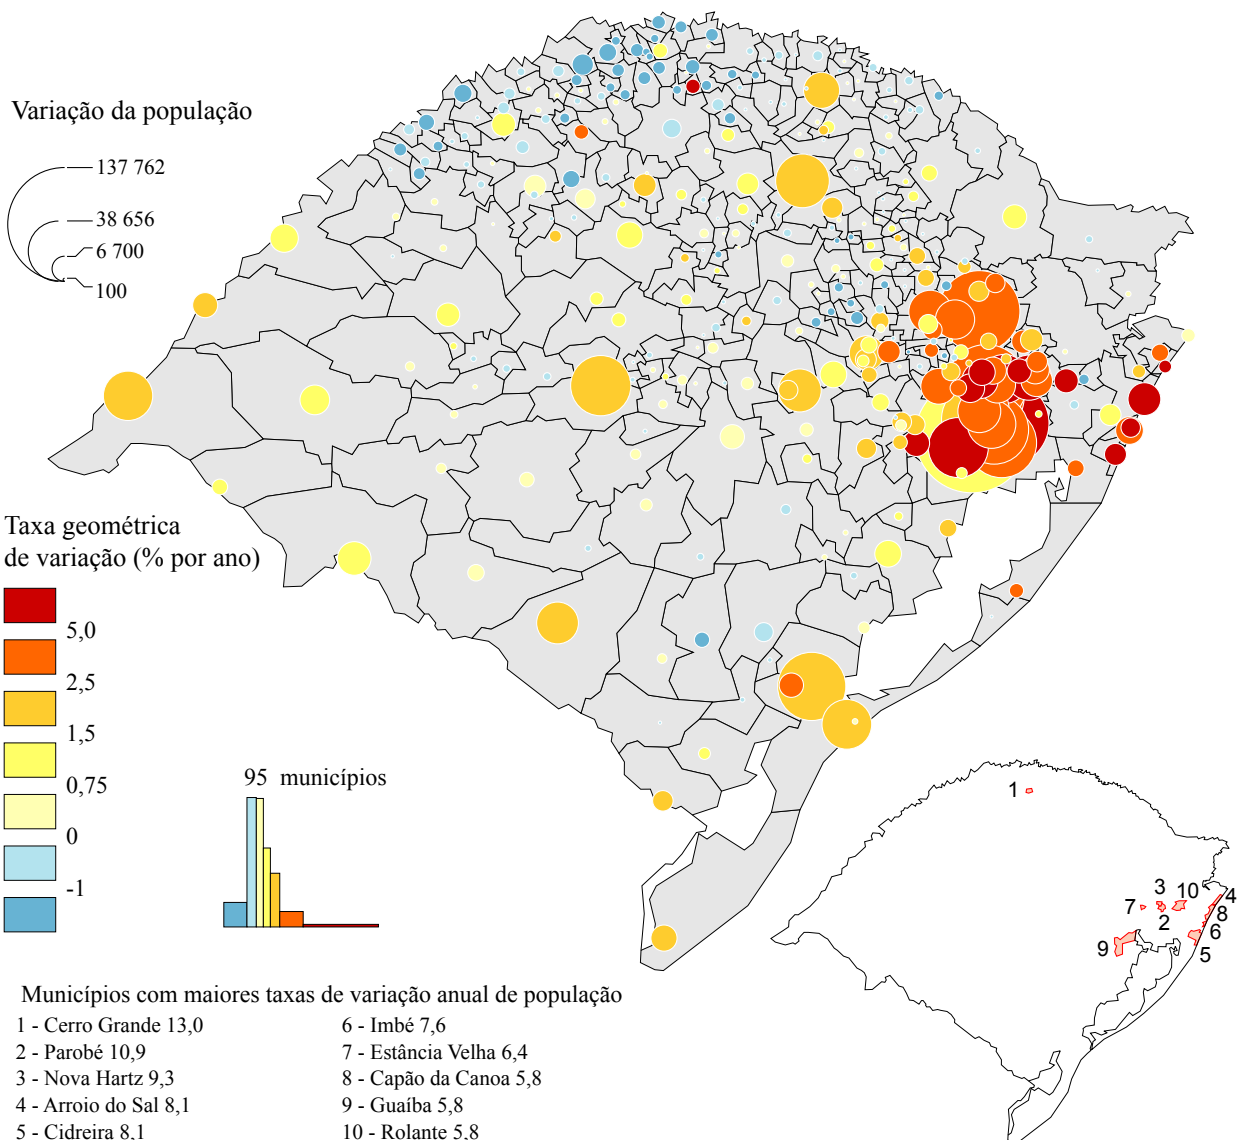 Variação da população
137 762
38 656
6 700
100
Taxa geométrica
de variação (% por ano)
5,0
2,5
1,5
0.75
0
-1
95 municípios
1
3
10
4
7
8
2
6
9
5
Municípios com maiores taxas de variação anual de população
1 - Cerro Grande 13,0
2 - Parobé 10,9
3 - Nova Hartz 9,3
4 - Arroio do Sal 8,1
5 - Cidreira 8,1
6 - Imbé 7,6
7 - Estância Velha 6,4
8 - Capão da Canoa 5,8
9 - Guaíba 5,8
10 - Rolante 5,8